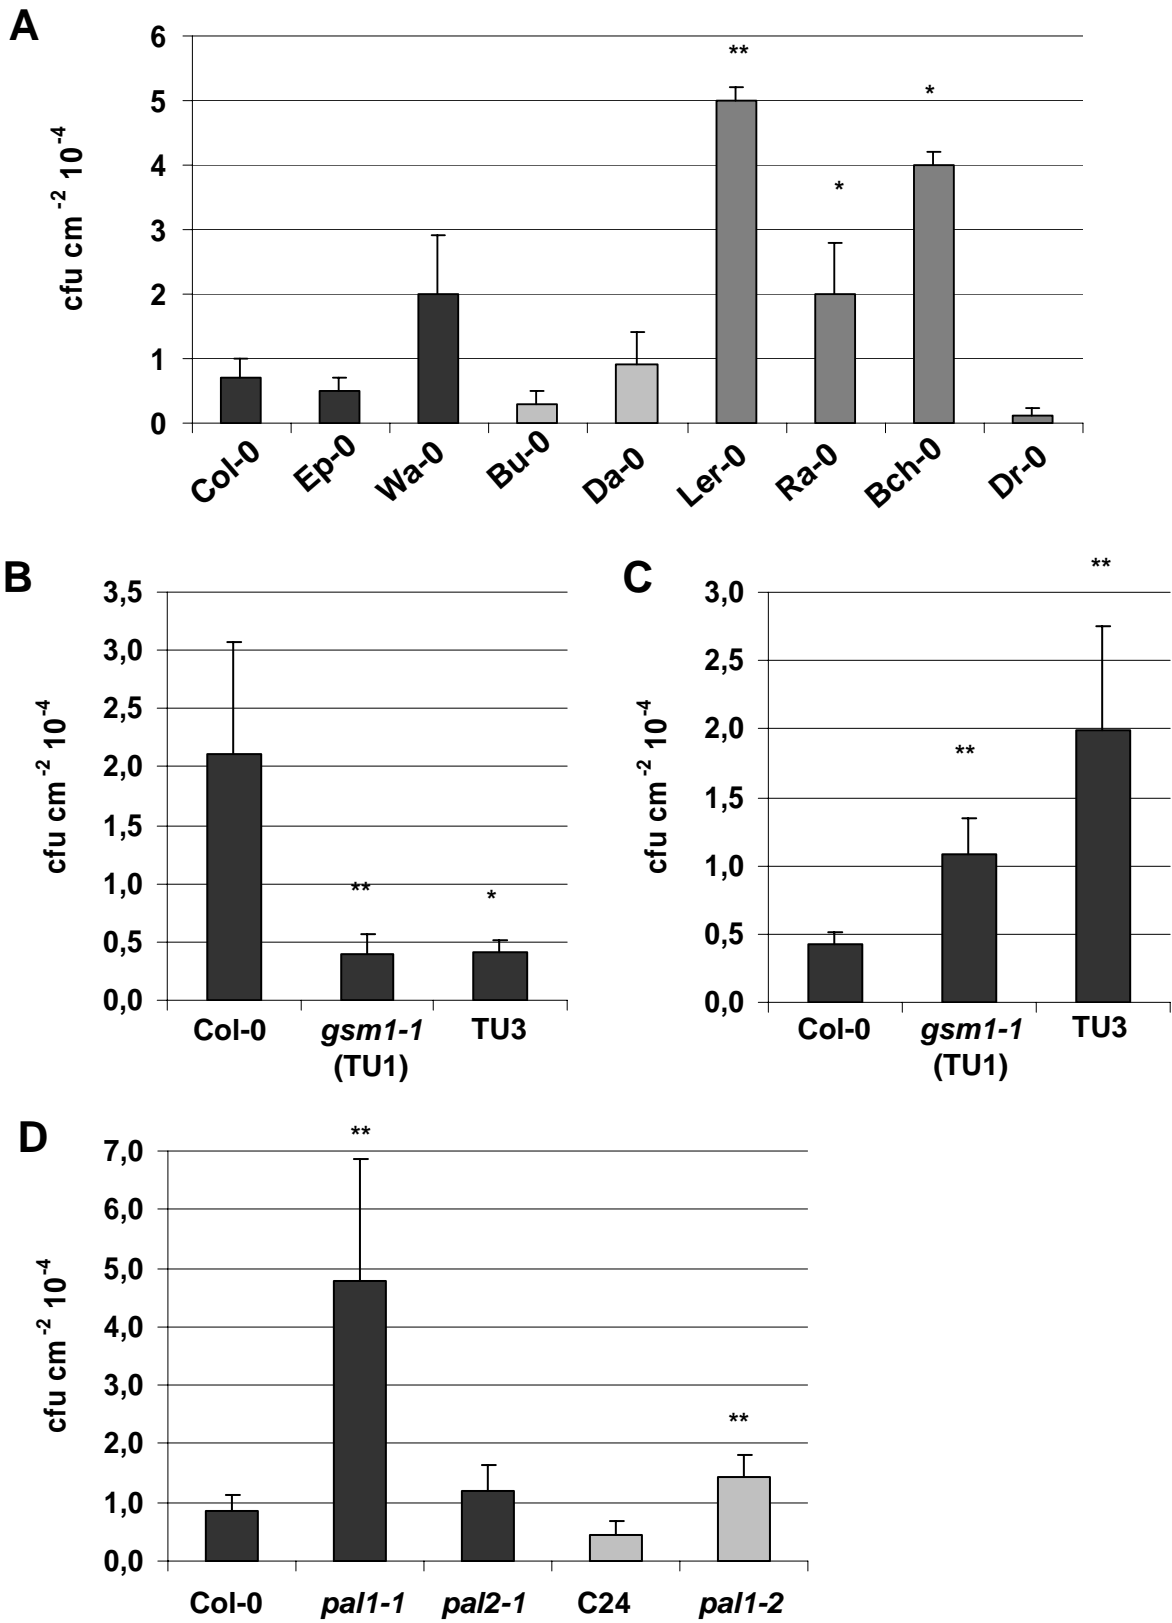 A
cfu cm⁻² 10⁻⁴
6
5
4
3
2
1
0
**
*
*
Col-0 Ep-0 Wa-0 Bu-0 Da-0 Ler-0 Ra-0 Bch-0 Dr-0
B
cfu cm⁻² 10⁻⁴
3,5
3,0
2,5
2,0
1,5
1,0
0,5
0,0
** *
Col-0 gsm1-1 TU3
(TU1)
C
cfu cm⁻² 10⁻⁴
3,0
2,5
2,0
1,5
1,0
0,5
0,0
**
**
Col-0 gsm1-1 TU3
(TU1)
D
cfu cm⁻² 10⁻⁴
7,0
6,0
5,0
4,0
3,0
2,0
1,0
0,0
**
**
Col-0 pal1-1 pal2-1 C24 pal1-2